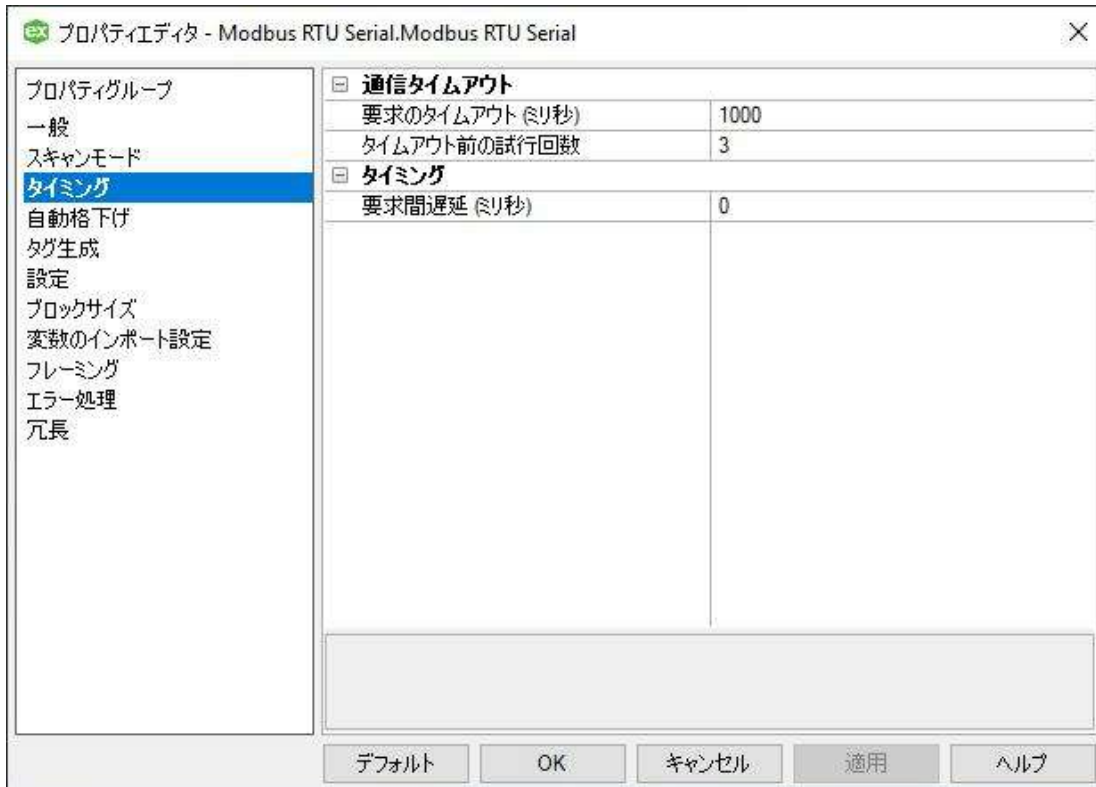 ex プロパティエディタ - Modbus RTU Serial.Modbus RTU Serial
プロパティグループ
一般
スキャンモード
タイミング
自動格下げ
タグ生成
設定
ブロックサイズ
変数のインポート設定
フレーミング
エラー処理
冗長
通信タイムアウト
要求のタイムアウト (ミリ秒) 1000
タイムアウト前の試行回数 3
タイミング
要求間遅延 (ミリ秒) 0
デフォルト OK キャンセル 適用 ヘルプ